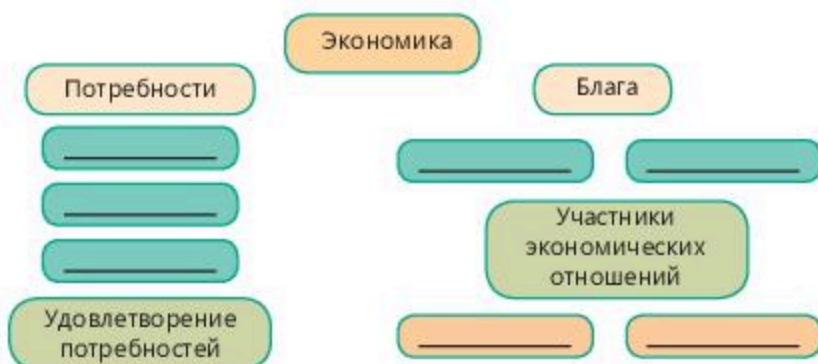 Экономика
Потребности
Блага
Участники
экономических
отношений
Удовлетворение
потребностей